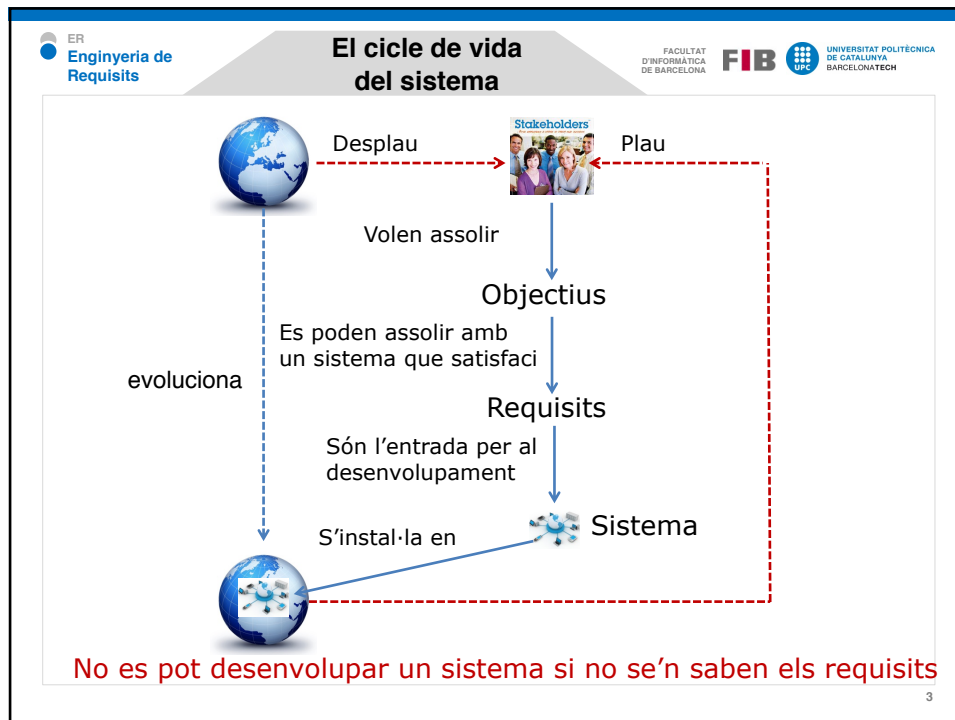 ER
Enginyeria de
Requisits
El cicle de vida
del sistema
FACULTAT
D'INFORMÀTICA
DE BARCELONA
FIB
UPC
UNIVERSITAT POLITÈCNICA
DE CATALUNYA
BARCELONATECH
Desplau
Stakeholders
Plau
Volen assolir
Objectius
Es poden assolir amb
un sistema que satisfaci
evoluciona
Requisits
Són l’entrada per al
desenvolupament
Sistema
S’instal·la en
No es pot desenvolupar un sistema si no se’n saben els requisits
3